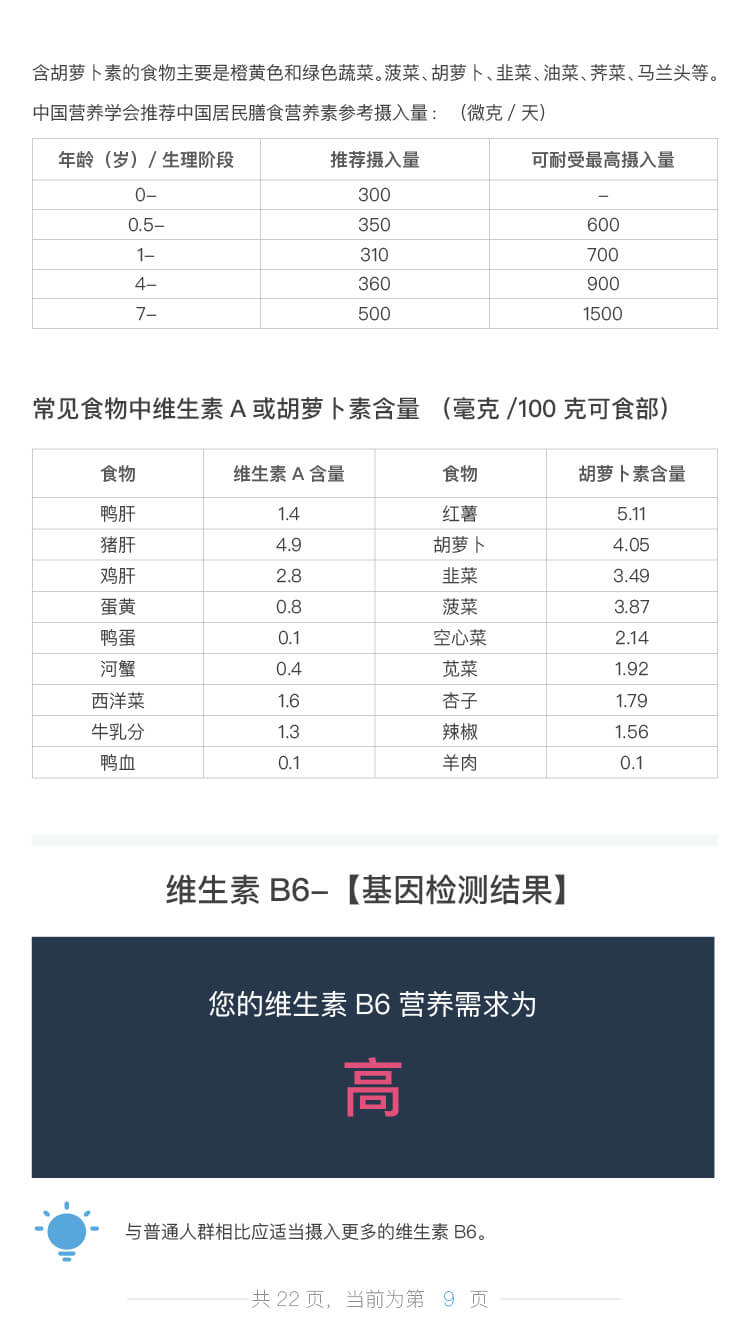 含胡萝卜素的食物主要是橙黄色和绿色蔬菜。菠菜、胡萝卜、韭菜、油菜、荠菜、马兰头等。
中国营养学会推荐中国居民膳食营养素参考摄入量：（微克 / 天）
年龄（岁）/ 生理阶段 推荐摄入量 可耐受最高摄入量
0– 300 –
0.5– 350 600
1– 310 700
4– 360 900
7– 500 1500
常见食物中维生素 A 或胡萝卜素含量 （毫克 /100 克可食部）
食物 维生素 A 含量 食物 胡萝卜素含量
鸭肝 1.4 红薯 5.11
猪肝 4.9 胡萝卜 4.05
鸡肝 2.8 韭菜 3.49
蛋黄 0.8 菠菜 3.87
鸭蛋 0.1 空心菜 2.14
河蟹 0.4 苋菜 1.92
西洋菜 1.6 杏子 1.79
牛乳分 1.3 辣椒 1.56
鸭血 0.1 羊肉 0.1
维生素 B6–【基因检测结果】
您的维生素 B6 营养需求为
高
与普通人群相比应适当摄入更多的维生素 B6。
共 22 页，当前为第 9 页